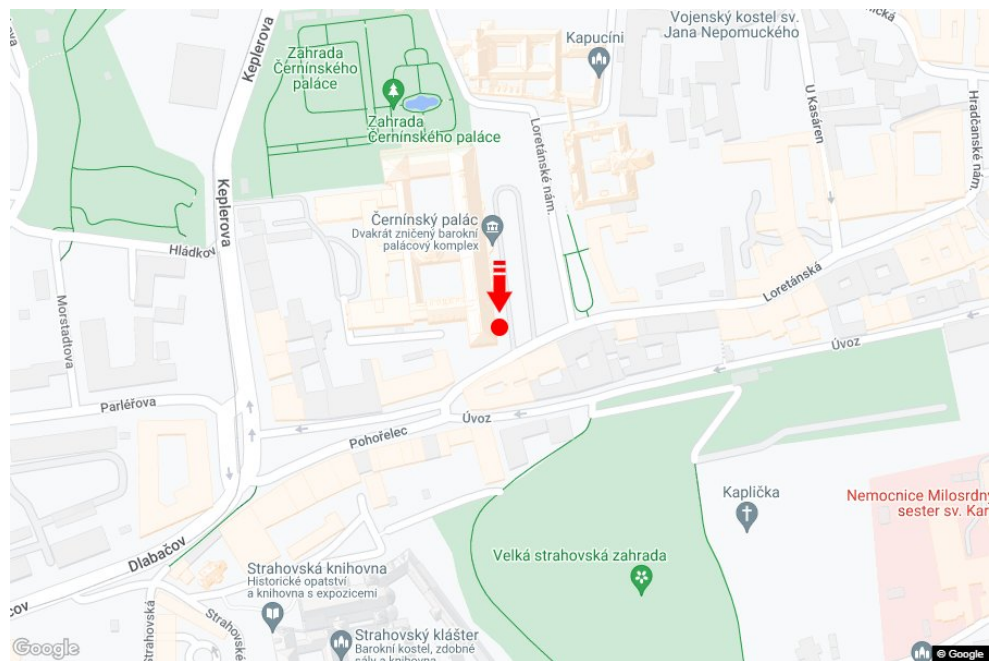 Vojenský kostel sv.
Jana Nepomuckého
Kapucíni
Keplerova
Zahrada
Černínského
paláce
Zahrada
Černínského paláce
Loretánské nám.
U Kasáren
Hradčanské nám.
Keplerova
Černínský palác
Dvakrát zničený barokní
palácový komplex
Hládkov
Loretánská
Morstadtova
Úvoz
Parléřova
Úvoz
Pohořelec
Kaplička
Nemocnice Milosrdný
sester sv. Kar
Dlabačov
Velká strahovská zahrada
Strahovská knihovna
Historické opatství
a knihovna s expozicemi
Strahovská
Strahovské
Strahovský klášter
Barokní kostel, zdobné
sály a knihovna
Google
© Google